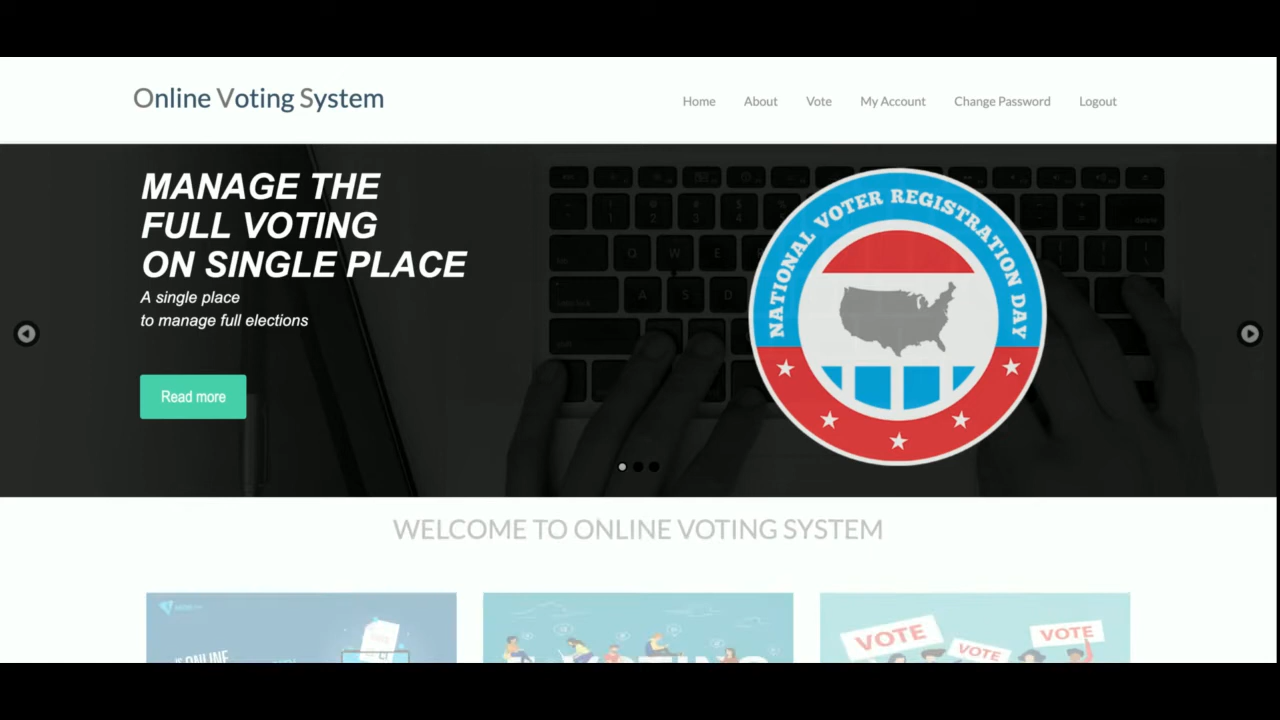 Online Voting System
Home About Vote My Account Change Password Logout
MANAGE THE
FULL VOTING
ON SINGLE PLACE
A single place
to manage full elections
Read more
NATIONAL VOTER REGISTRATION DAY
WELCOME TO ONLINE VOTING SYSTEM
ONLINE
VOTE
VOTE
VOTE